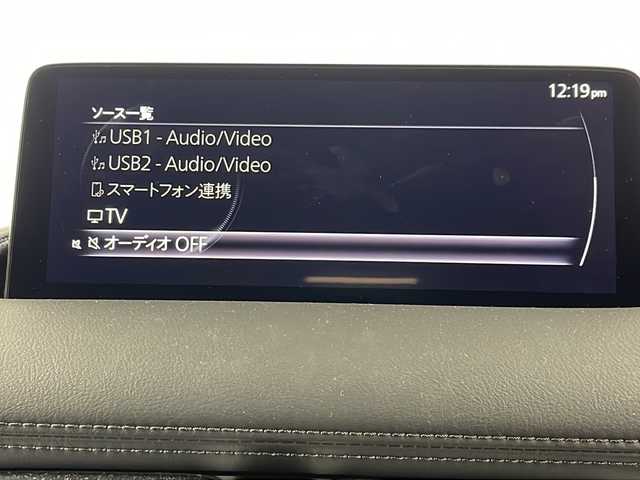 12:19pm
ソース一覧
USB1 - Audio/Video
USB2 - Audio/Video
スマートフォン連携
TV
オーディオ OFF